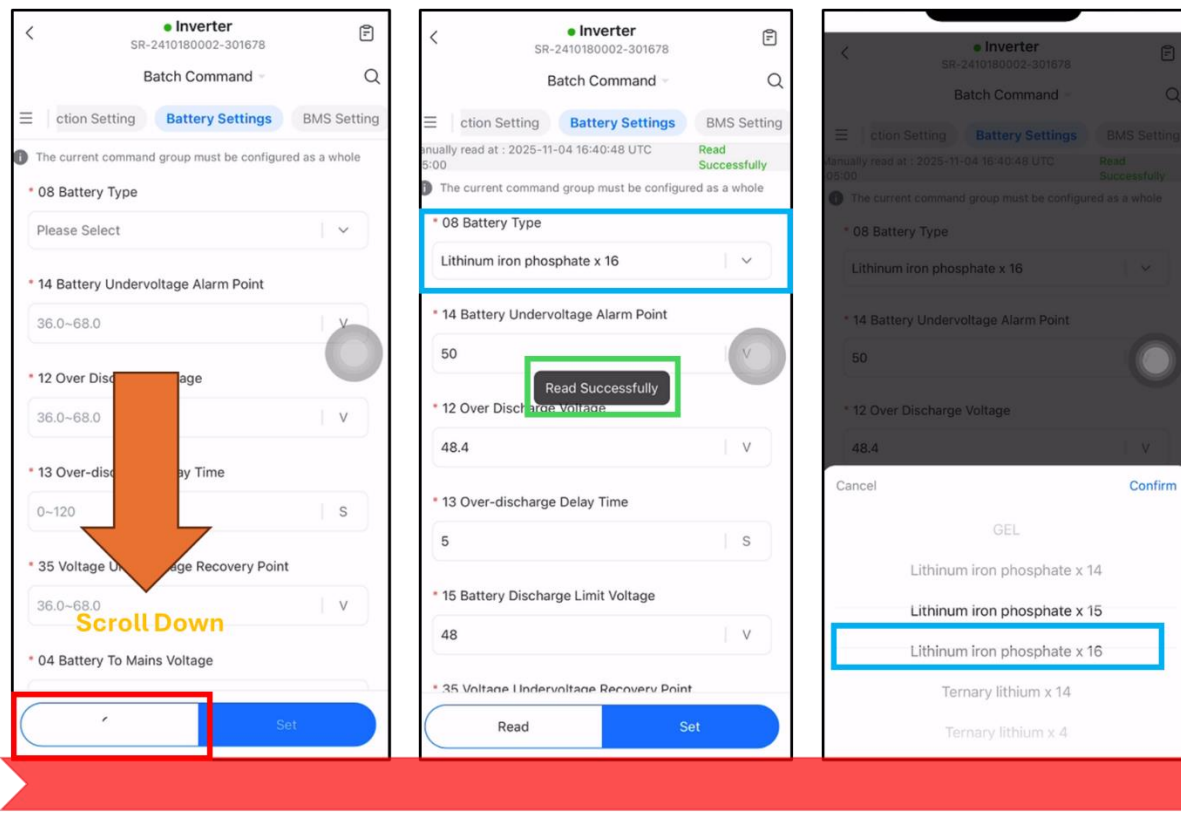 Inverter
SR-2410180002-301678
Batch Command
ction Setting Battery Settings BMS Setting
The current command group must be configured as a whole
* 08 Battery Type
Please Select
* 14 Battery Undervoltage Alarm Point
36.0~68.0 V
* 12 Over Disc age
36.0~68.0 V
* 13 Over-disc ay Time
0~120 S
* 35 Voltage U age Recovery Point
36.0~68.0 V
Scroll Down
* 04 Battery To Mains Voltage
Set
Inverter
SR-2410180002-301678
Batch Command
ction Setting Battery Settings BMS Setting
anually read at : 2025-11-04 16:40:48 UTC Read
5:00 Successfully
The current command group must be configured as a whole
* 08 Battery Type
Lithinum iron phosphate x 16
* 14 Battery Undervoltage Alarm Point
50 V
Read Successfully
* 12 Over Discharge Voltage
48.4 V
* 13 Over-discharge Delay Time
5 S
* 15 Battery Discharge Limit Voltage
48 V
* 35 Voltage Undervoltage Recovery Point
Read Set
Inverter
SR-2410180002-301678
Batch Command
ction Setting Battery Settings BMS Setting
Manually read at : 2025-11-04 16:40:48 UTC Read
-05:00 Successfully
The current command group must be configured as a whole
* 08 Battery Type
Lithinum iron phosphate x 16
* 14 Battery Undervoltage Alarm Point
50
* 12 Over Discharge Voltage
48.4 V
Cancel Confirm
GEL
Lithinum iron phosphate x 14
Lithinum iron phosphate x 15
Lithinum iron phosphate x 16
Ternary lithium x 14
Ternary lithium x 4